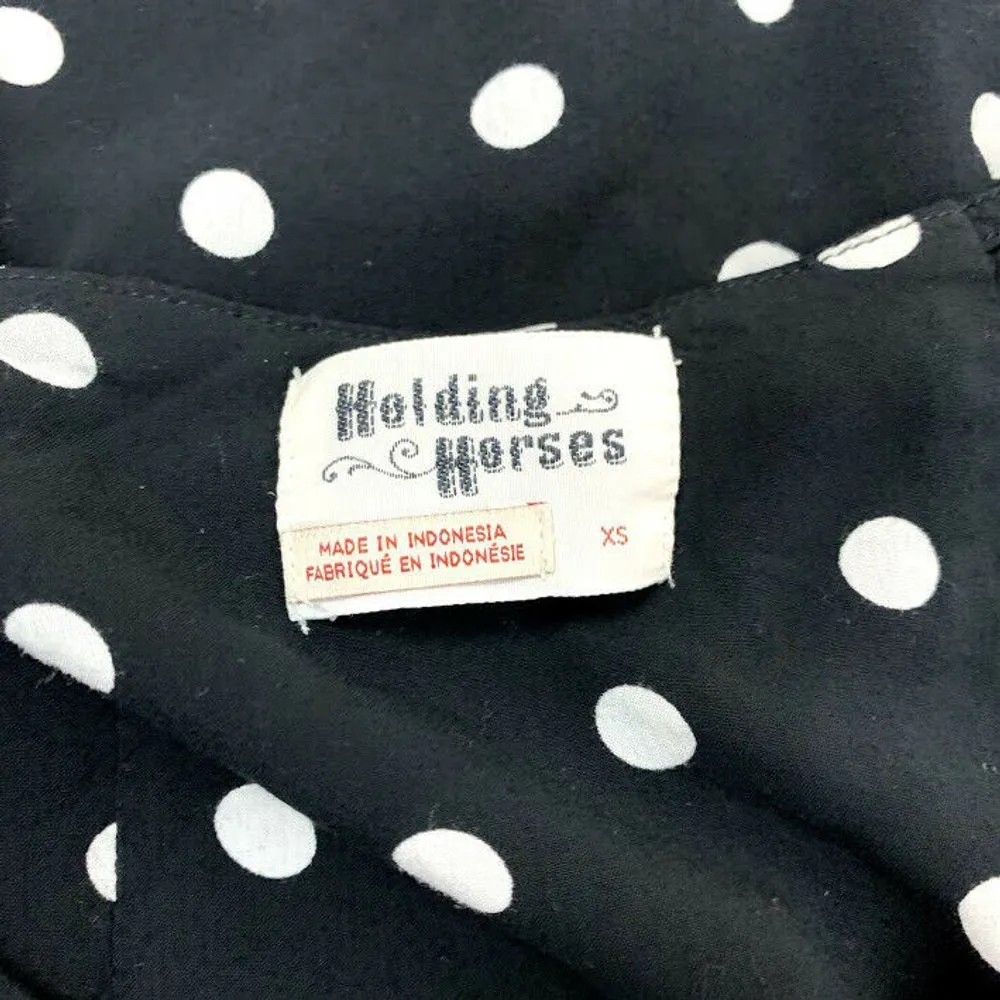 Holding
Horses
MADE IN INDONESIA
FABRIQUÉ EN INDONÉSIE
XS